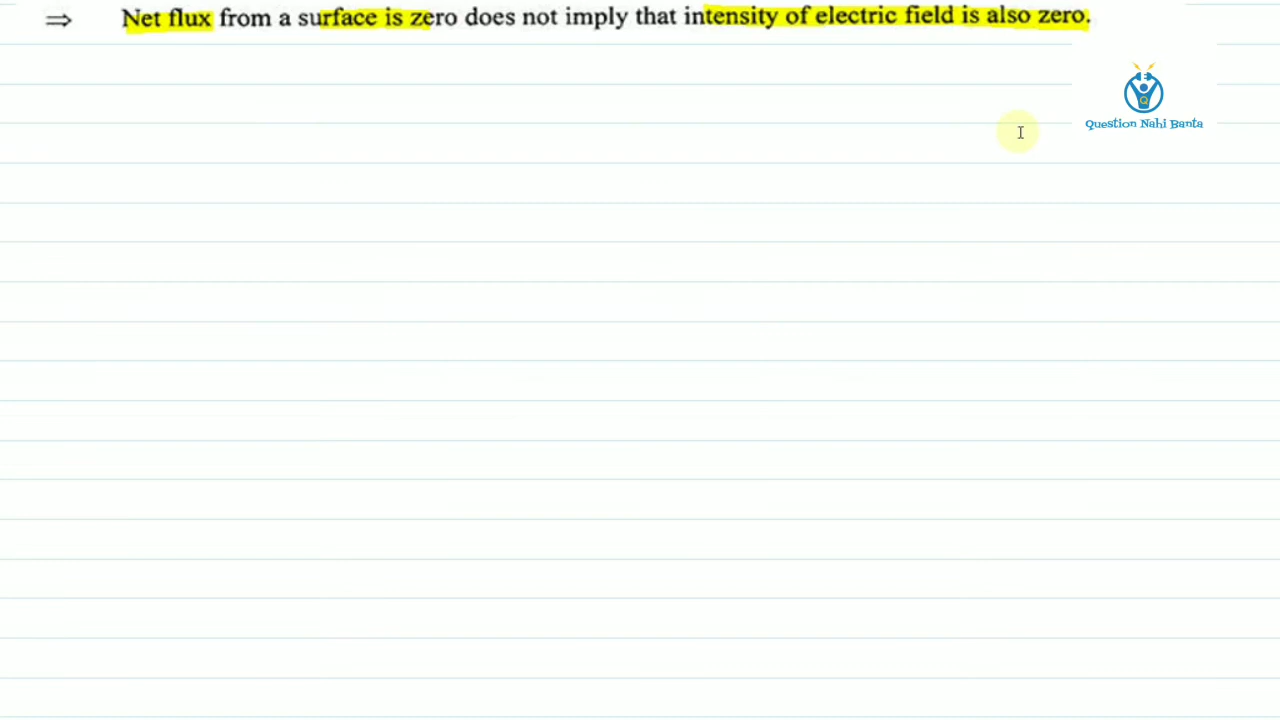 ⇒ Net flux from a surface is zero does not imply that intensity of electric field is also zero.
Question Nahi Banta